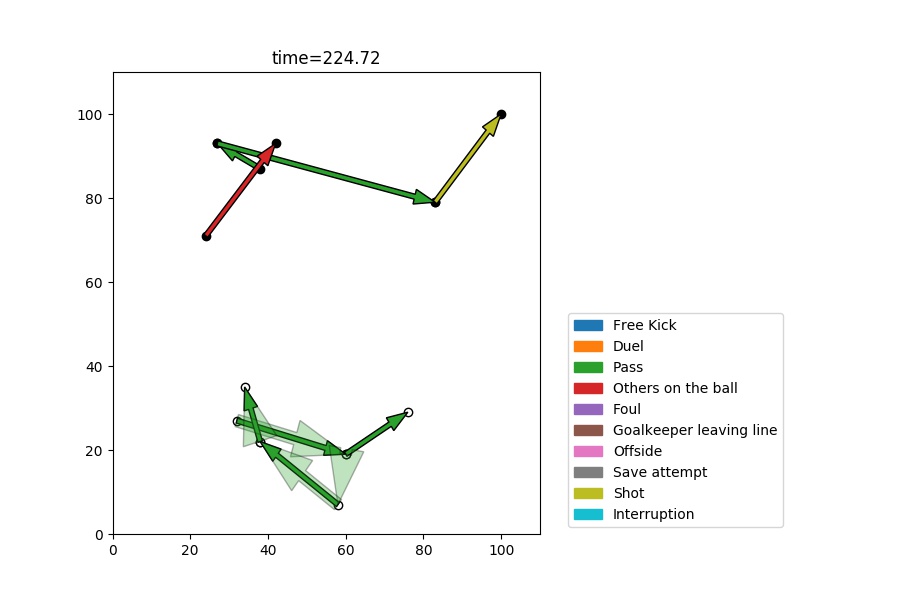 time=224.72
100
80
60
40
20
0
0 20 40 60 80 100
Free Kick
Duel
Pass
Others on the ball
Foul
Goalkeeper leaving line
Offside
Save attempt
Shot
Interruption